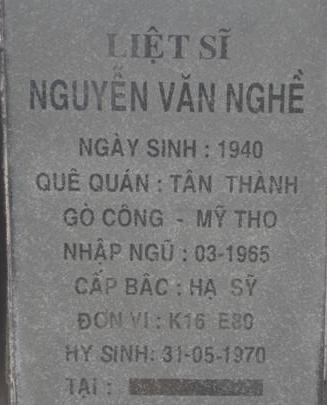 LIỆT SĨ
NGUYỄN VĂN NGHỀ
NGÀY SINH : 1940
QUÊ QUÁN : TÂN THÀNH
GÒ CÔNG - MỸ THO
NHẬP NGŨ : 03-1965
CẤP BÂC : HẠ SỸ
ĐƠN VỊ : K16 E80
HY SINH: 31-05-1970
TẠI :